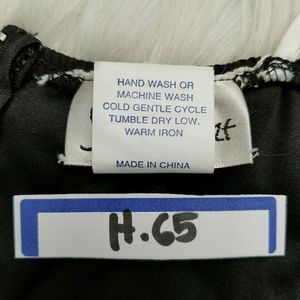 HAND WASH OR
MACHINE WASH
COLD GENTLE CYCLE
TUMBLE DRY LOW.
WARM IRON
MADE IN CHINA
H.65